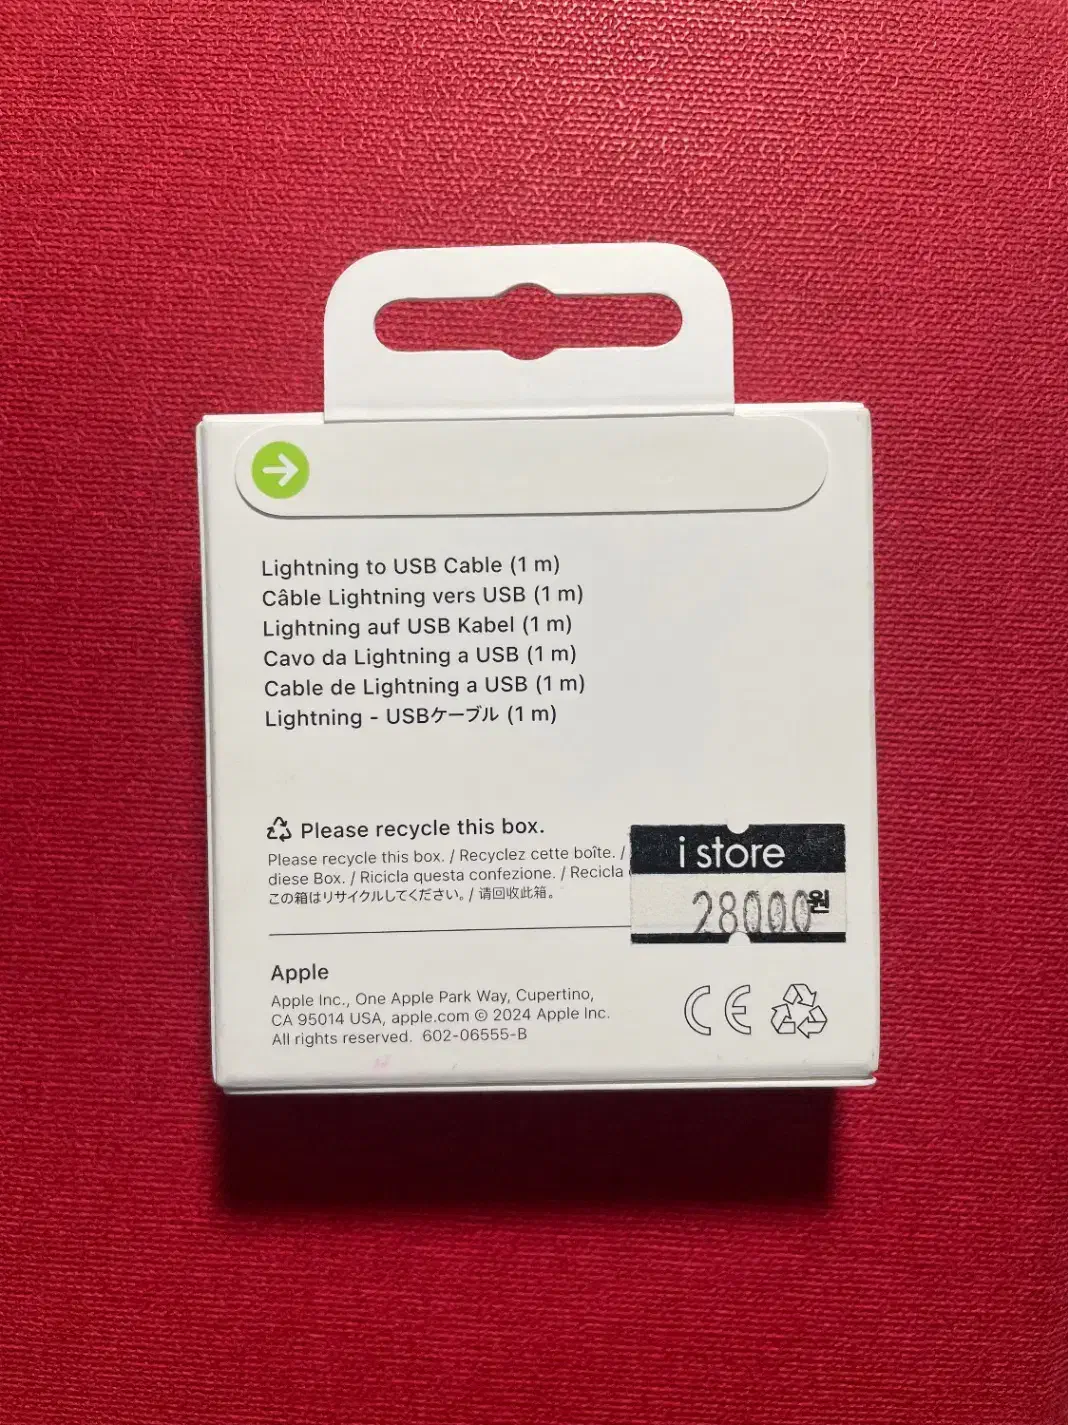 Lightning to USB Cable (1 m)
Câble Lightning vers USB (1 m)
Lightning auf USB Kabel (1 m)
Cavo da Lightning a USB (1 m)
Cable de Lightning a USB (1 m)
Lightning - USBケーブル (1 m)
Please recycle this box.
Please recycle this box. / Recyclez cette boîte. /
diese Box. / Ricicla questa confezione. / Recicla
この箱はリサイクルしてください。/ 请回收此箱。
i store
28000원
Apple
Apple Inc., One Apple Park Way, Cupertino,
CA 95014 USA, apple.com © 2024 Apple Inc.
All rights reserved. 602-06555-B
CE